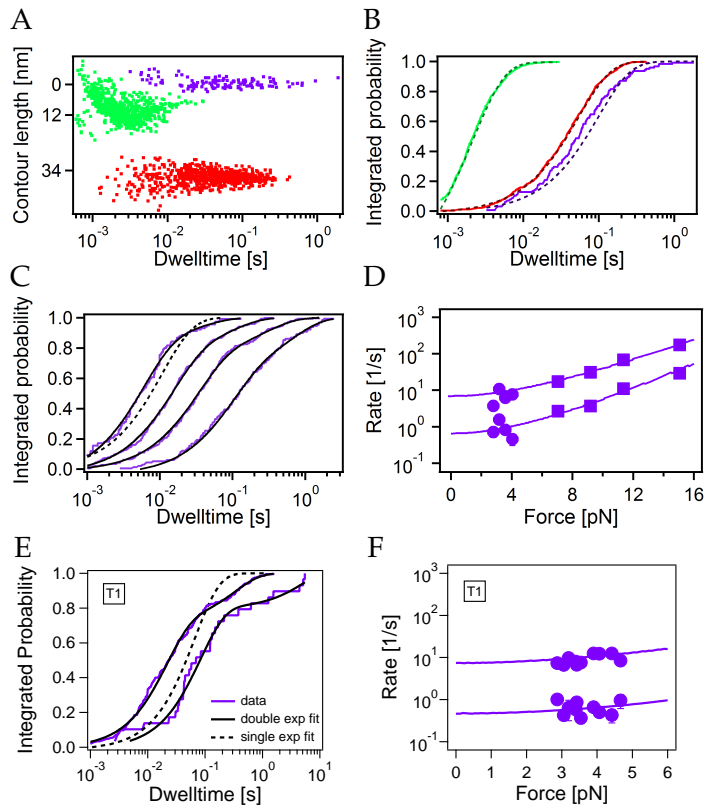 A
Contour length [nm]
0
12
34
10⁻³ 10⁻² 10⁻¹ 10⁰
Dwelltime [s]
B
Integrated probability
1.0
0.8
0.6
0.4
0.2
0.0
10⁻³ 10⁻² 10⁻¹ 10⁰
Dwelltime [s]
C
Integrated probability
1.0
0.8
0.6
0.4
0.2
0.0
10⁻³ 10⁻² 10⁻¹ 10⁰
Dwelltime [s]
D
Rate [1/s]
10³
10²
10¹
10⁰
10⁻¹
0 4 8 12 16
Force [pN]
E
Integrated Probability
1.0
0.8
0.6
0.4
0.2
0.0
T1
data
double exp fit
single exp fit
10⁻³ 10⁻² 10⁻¹ 10⁰ 10¹
Dwelltime [s]
F
Rate [1/s]
10³
10²
10¹
10⁰
10⁻¹
T1
0 1 2 3 4 5 6
Force [pN]